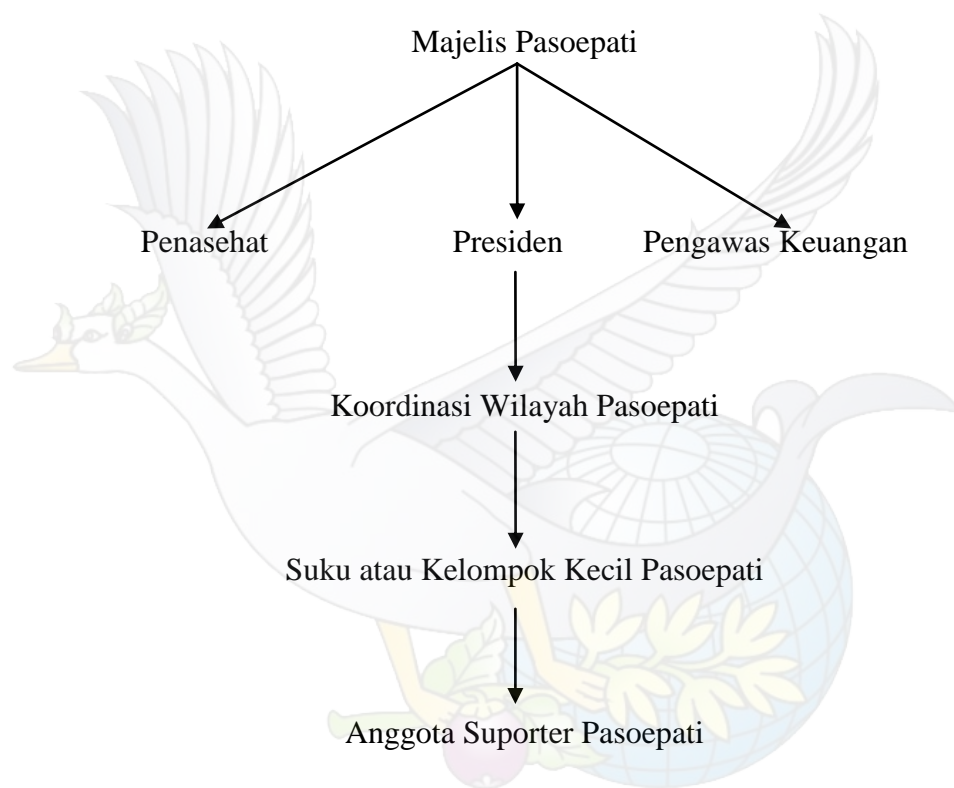 Majelis Pasoepati
Penasehat Presiden Pengawas Keuangan
Koordinasi Wilayah Pasoepati
Suku atau Kelompok Kecil Pasoepati
Anggota Suporter Pasoepati